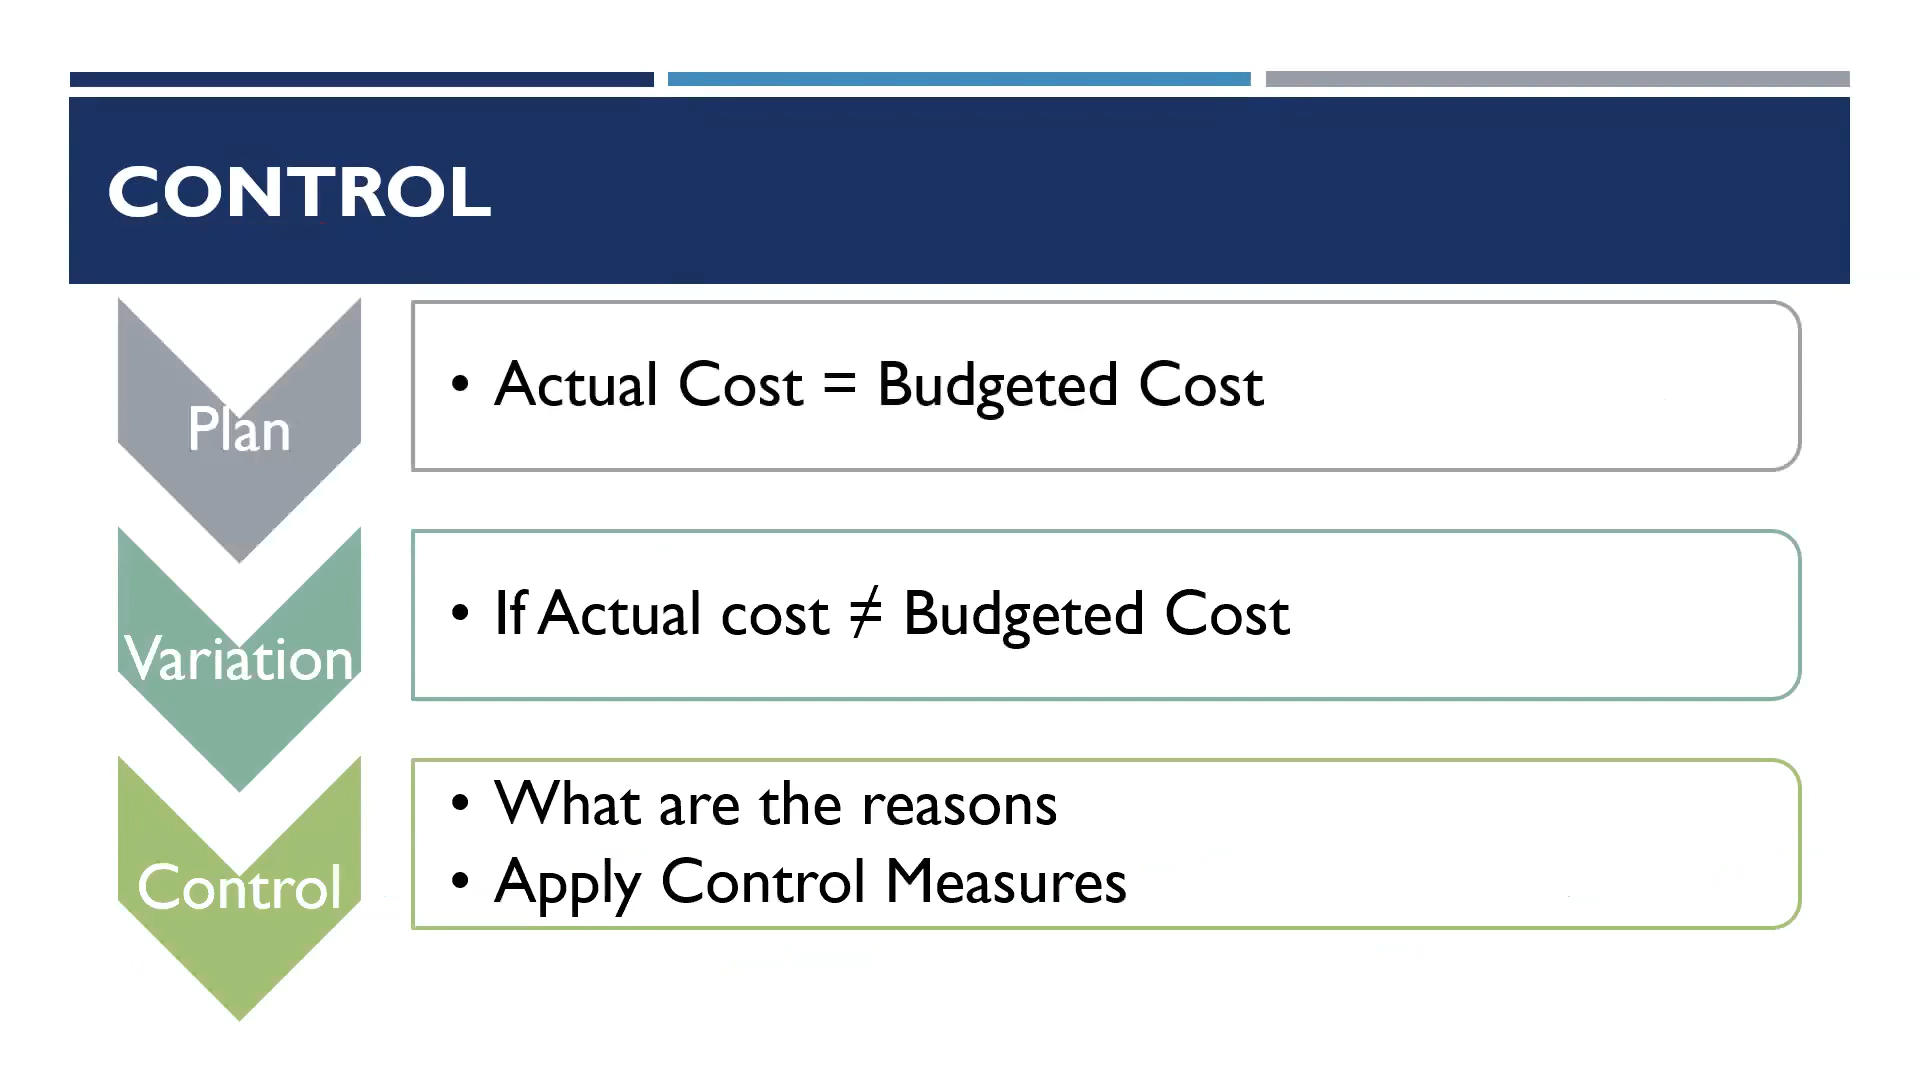 CONTROL
Plan
• Actual Cost = Budgeted Cost
Variation
• If Actual cost ≠ Budgeted Cost
Control
• What are the reasons
• Apply Control Measures